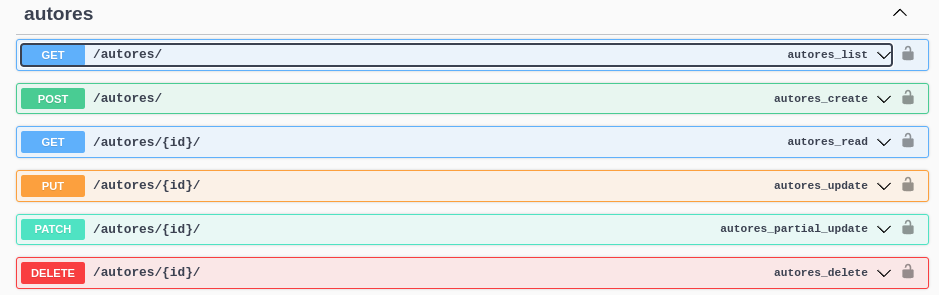 autores
GET /autores/ autores_list
POST /autores/ autores_create
GET /autores/{id}/ autores_read
PUT /autores/{id}/ autores_update
PATCH /autores/{id}/ autores_partial_update
DELETE /autores/{id}/ autores_delete